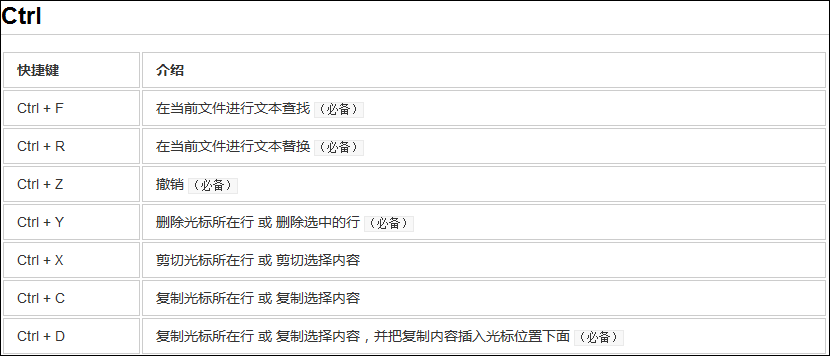 Ctrl
快捷键 介绍
Ctrl + F 在当前文件进行文本查找 （必备）
Ctrl + R 在当前文件进行文本替换 （必备）
Ctrl + Z 撤销 （必备）
Ctrl + Y 删除光标所在行 或 删除选中的行 （必备）
Ctrl + X 剪切光标所在行 或 剪切选择内容
Ctrl + C 复制光标所在行 或 复制选择内容
Ctrl + D 复制光标所在行 或 复制选择内容，并把复制内容插入光标位置下面 （必备）